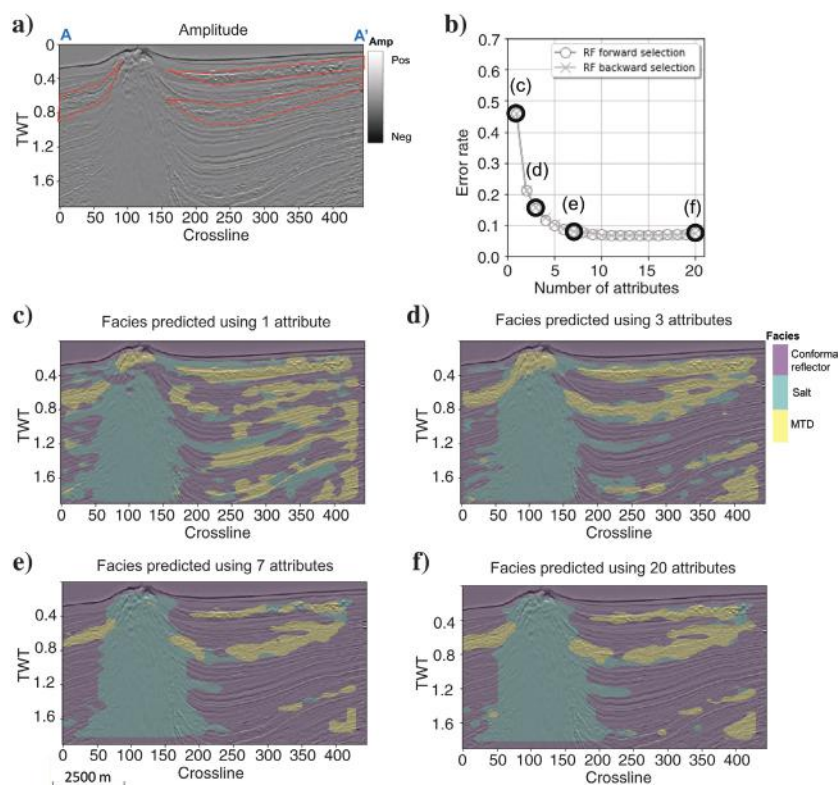 a)
A
Amplitude
A'
Amp
Pos
Neg
0
0.4
0.8
1.2
1.6
TWT
0 50 100 150 200 250 300 350 400
Crossline
b)
RF forward selection
RF backward selection
0.7
0.6
0.5
0.4
0.3
0.2
0.1
0.0
Error rate
(c)
(d)
(e)
(f)
0 5 10 15 20
Number of attributes
c)
Facies predicted using 1 attribute
0.4
0.8
1.2
1.6
TWT
0 50 100 150 200 250 300 350 400
Crossline
d)
Facies predicted using 3 attributes
0.4
0.8
1.2
1.6
TWT
0 50 100 150 200 250 300 350 400
Crossline
Facies
Conforma
reflector
Salt
MTD
e)
Facies predicted using 7 attributes
0.4
0.8
1.2
1.6
TWT
0 50 100 150 200 250 300 350 400
Crossline
2500 m
f)
Facies predicted using 20 attributes
0.4
0.8
1.2
1.6
TWT
0 50 100 150 200 250 300 350 400
Crossline